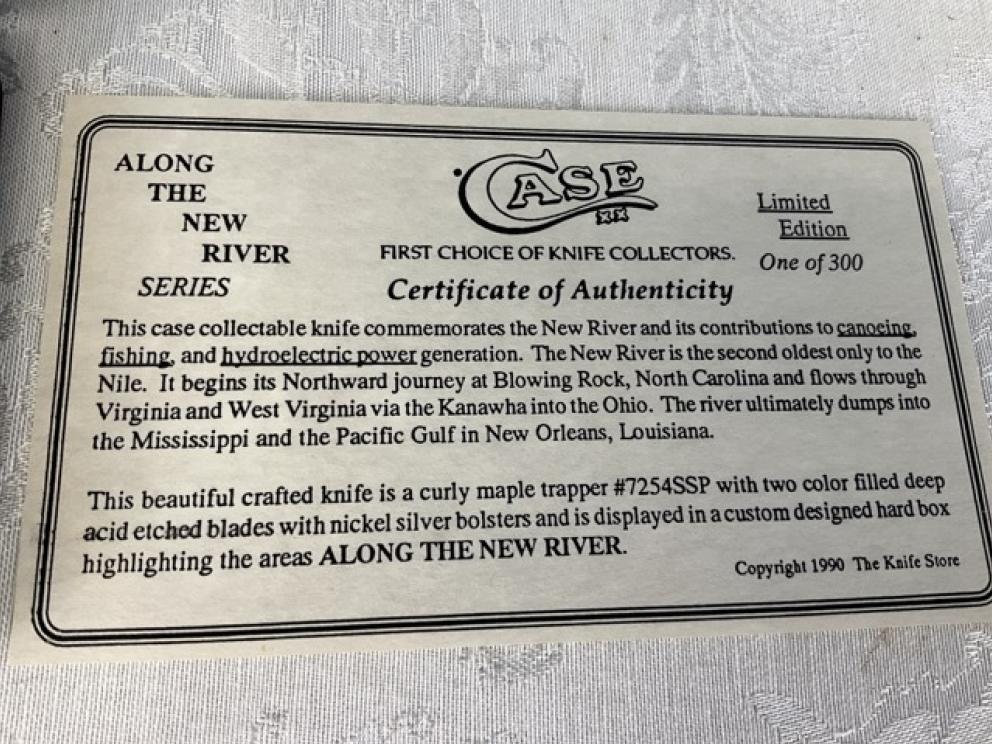 ALONG
THE
NEW
RIVER
SERIES
CASE
XX
FIRST CHOICE OF KNIFE COLLECTORS.
Certificate of Authenticity
Limited
Edition
One of 300
This case collectable knife commemorates the New River and its contributions to canoeing,
fishing, and hydroelectric power generation. The New River is the second oldest only to the
Nile. It begins its Northward journey at Blowing Rock, North Carolina and flows through
Virginia and West Virginia via the Kanawha into the Ohio. The river ultimately dumps into
the Mississippi and the Pacific Gulf in New Orleans, Louisiana.
This beautiful crafted knife is a curly maple trapper #7254SSP with two color filled deep
acid etched blades with nickel silver bolsters and is displayed in a custom designed hard box
highlighting the areas ALONG THE NEW RIVER.
Copyright 1990 The Knife Store